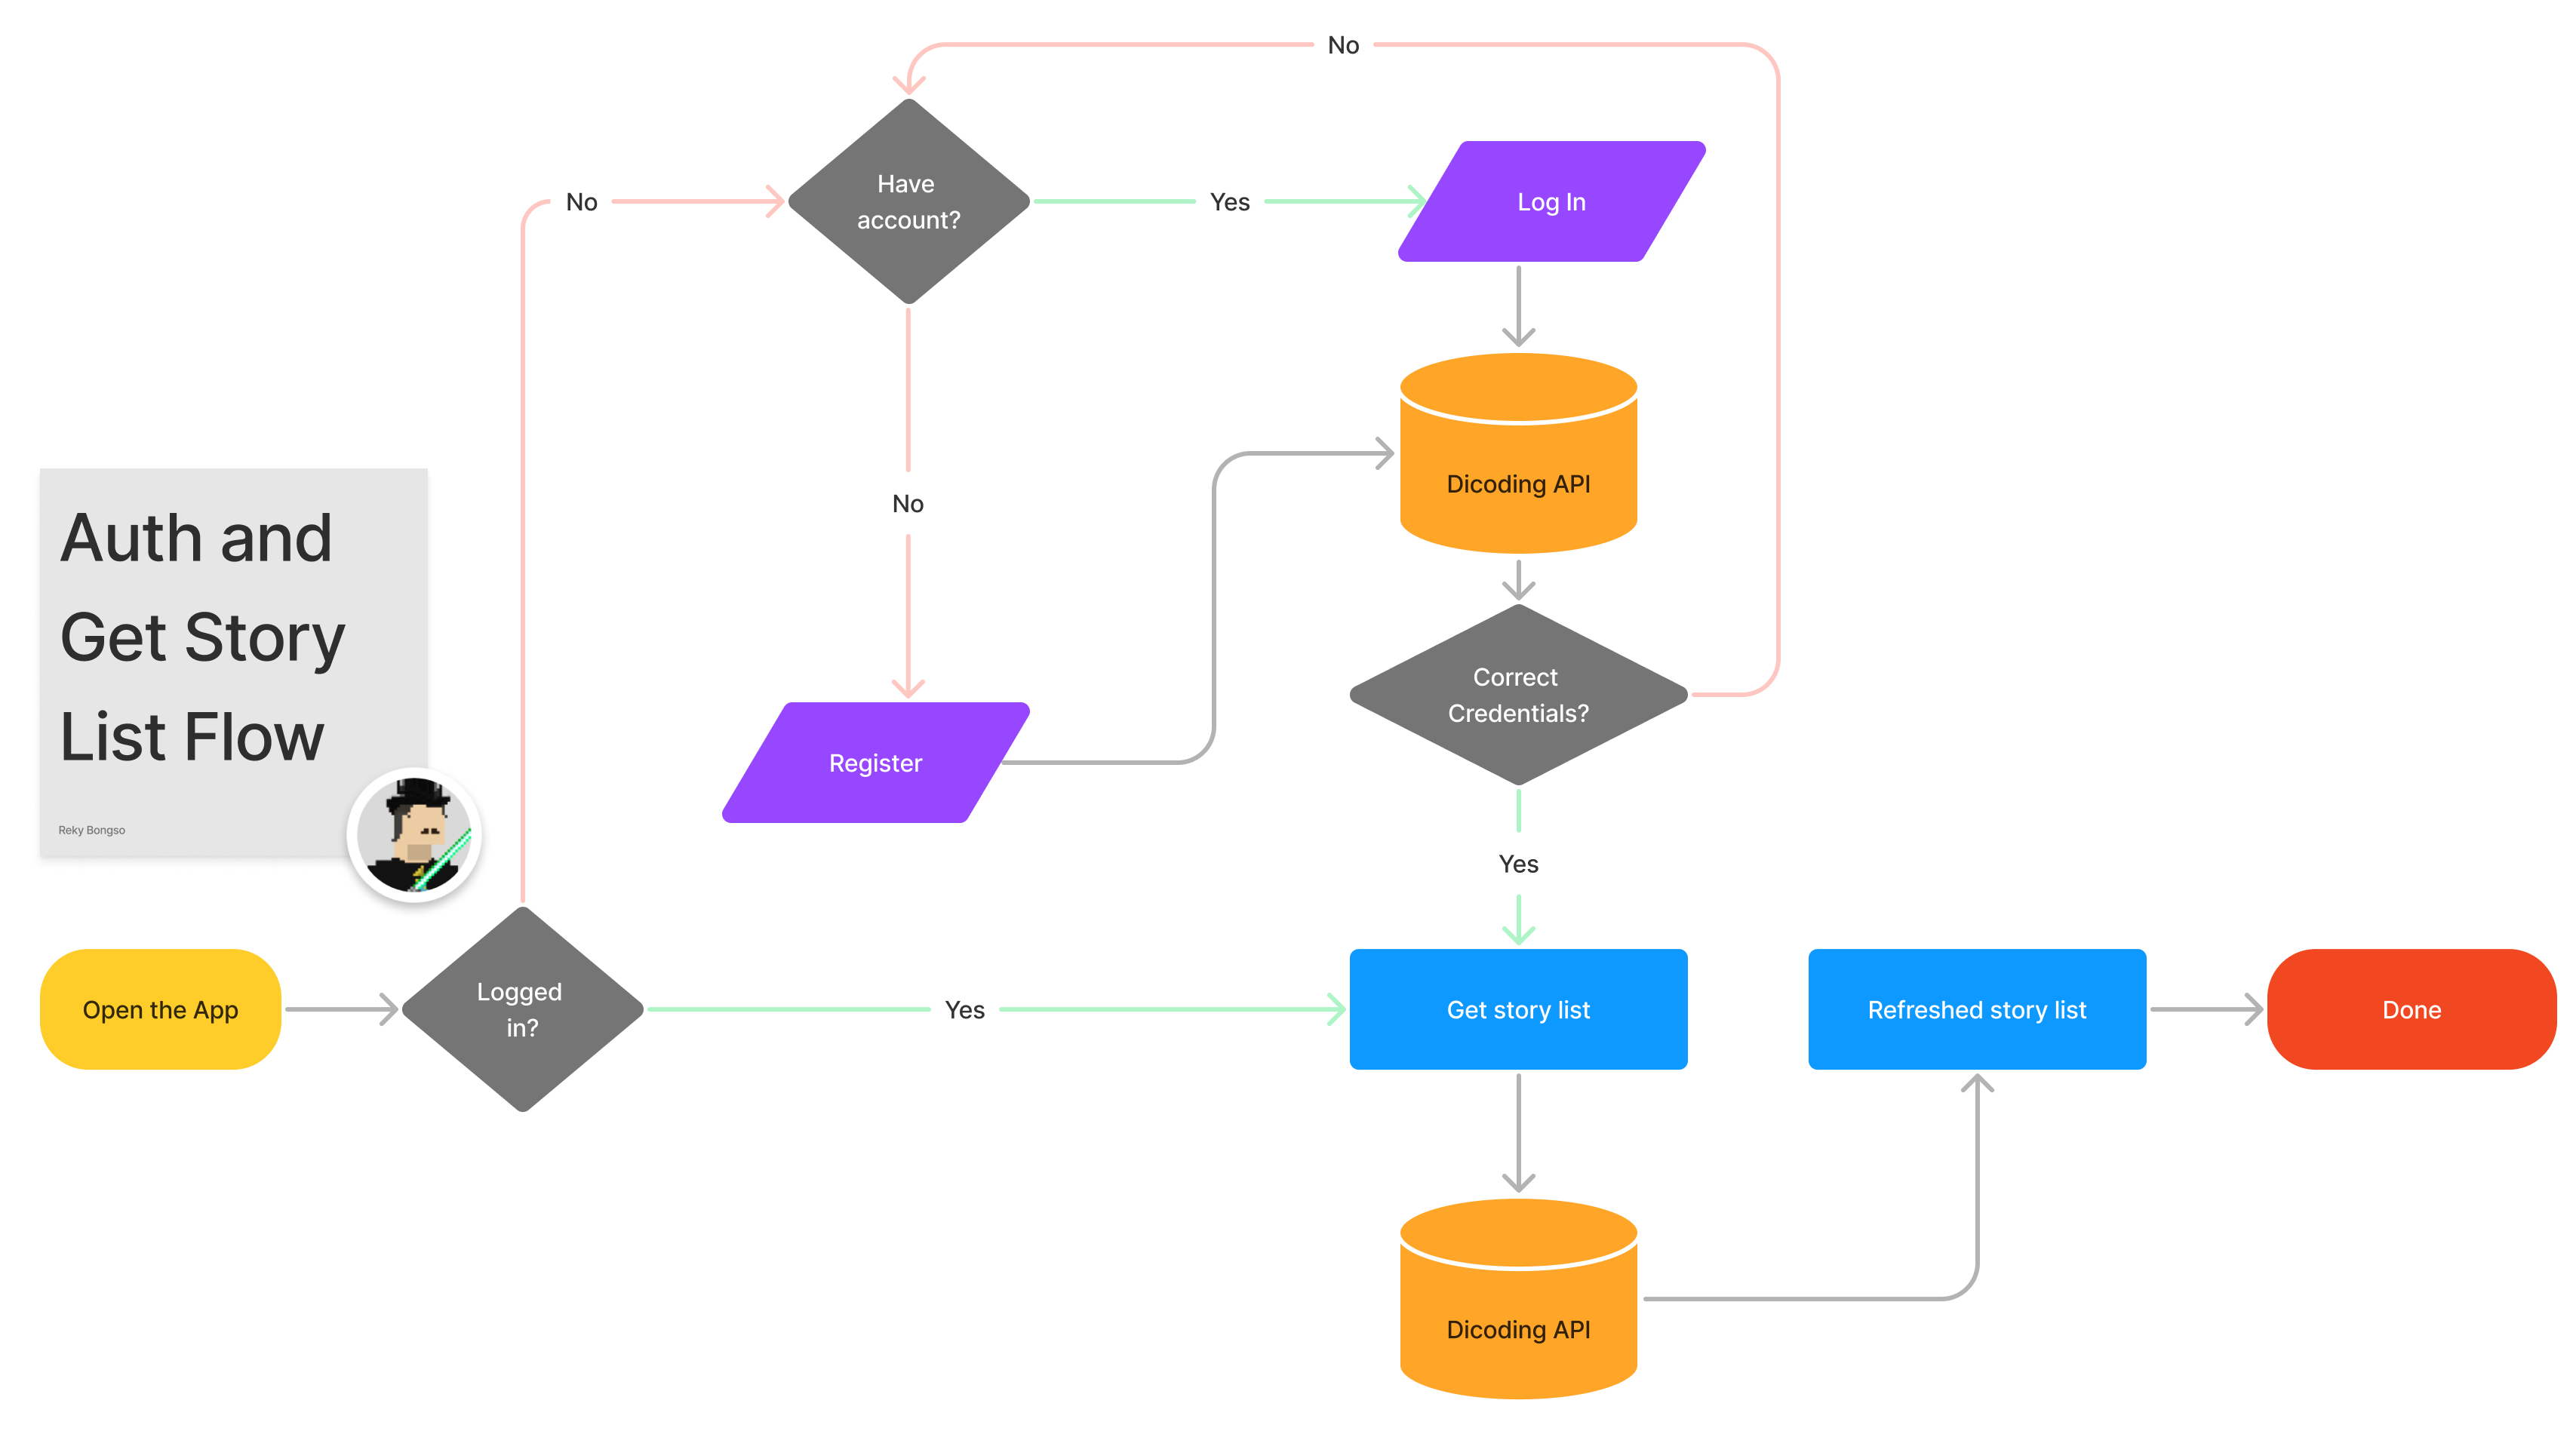 No
Have
account?
No
Yes
Log In
Dicoding API
No
Auth and
Get Story
List Flow
Reky Bongso
Correct
Credentials?
Register
Yes
Open the App
Logged
in?
Yes
Get story list
Refreshed story list
Done
Dicoding API